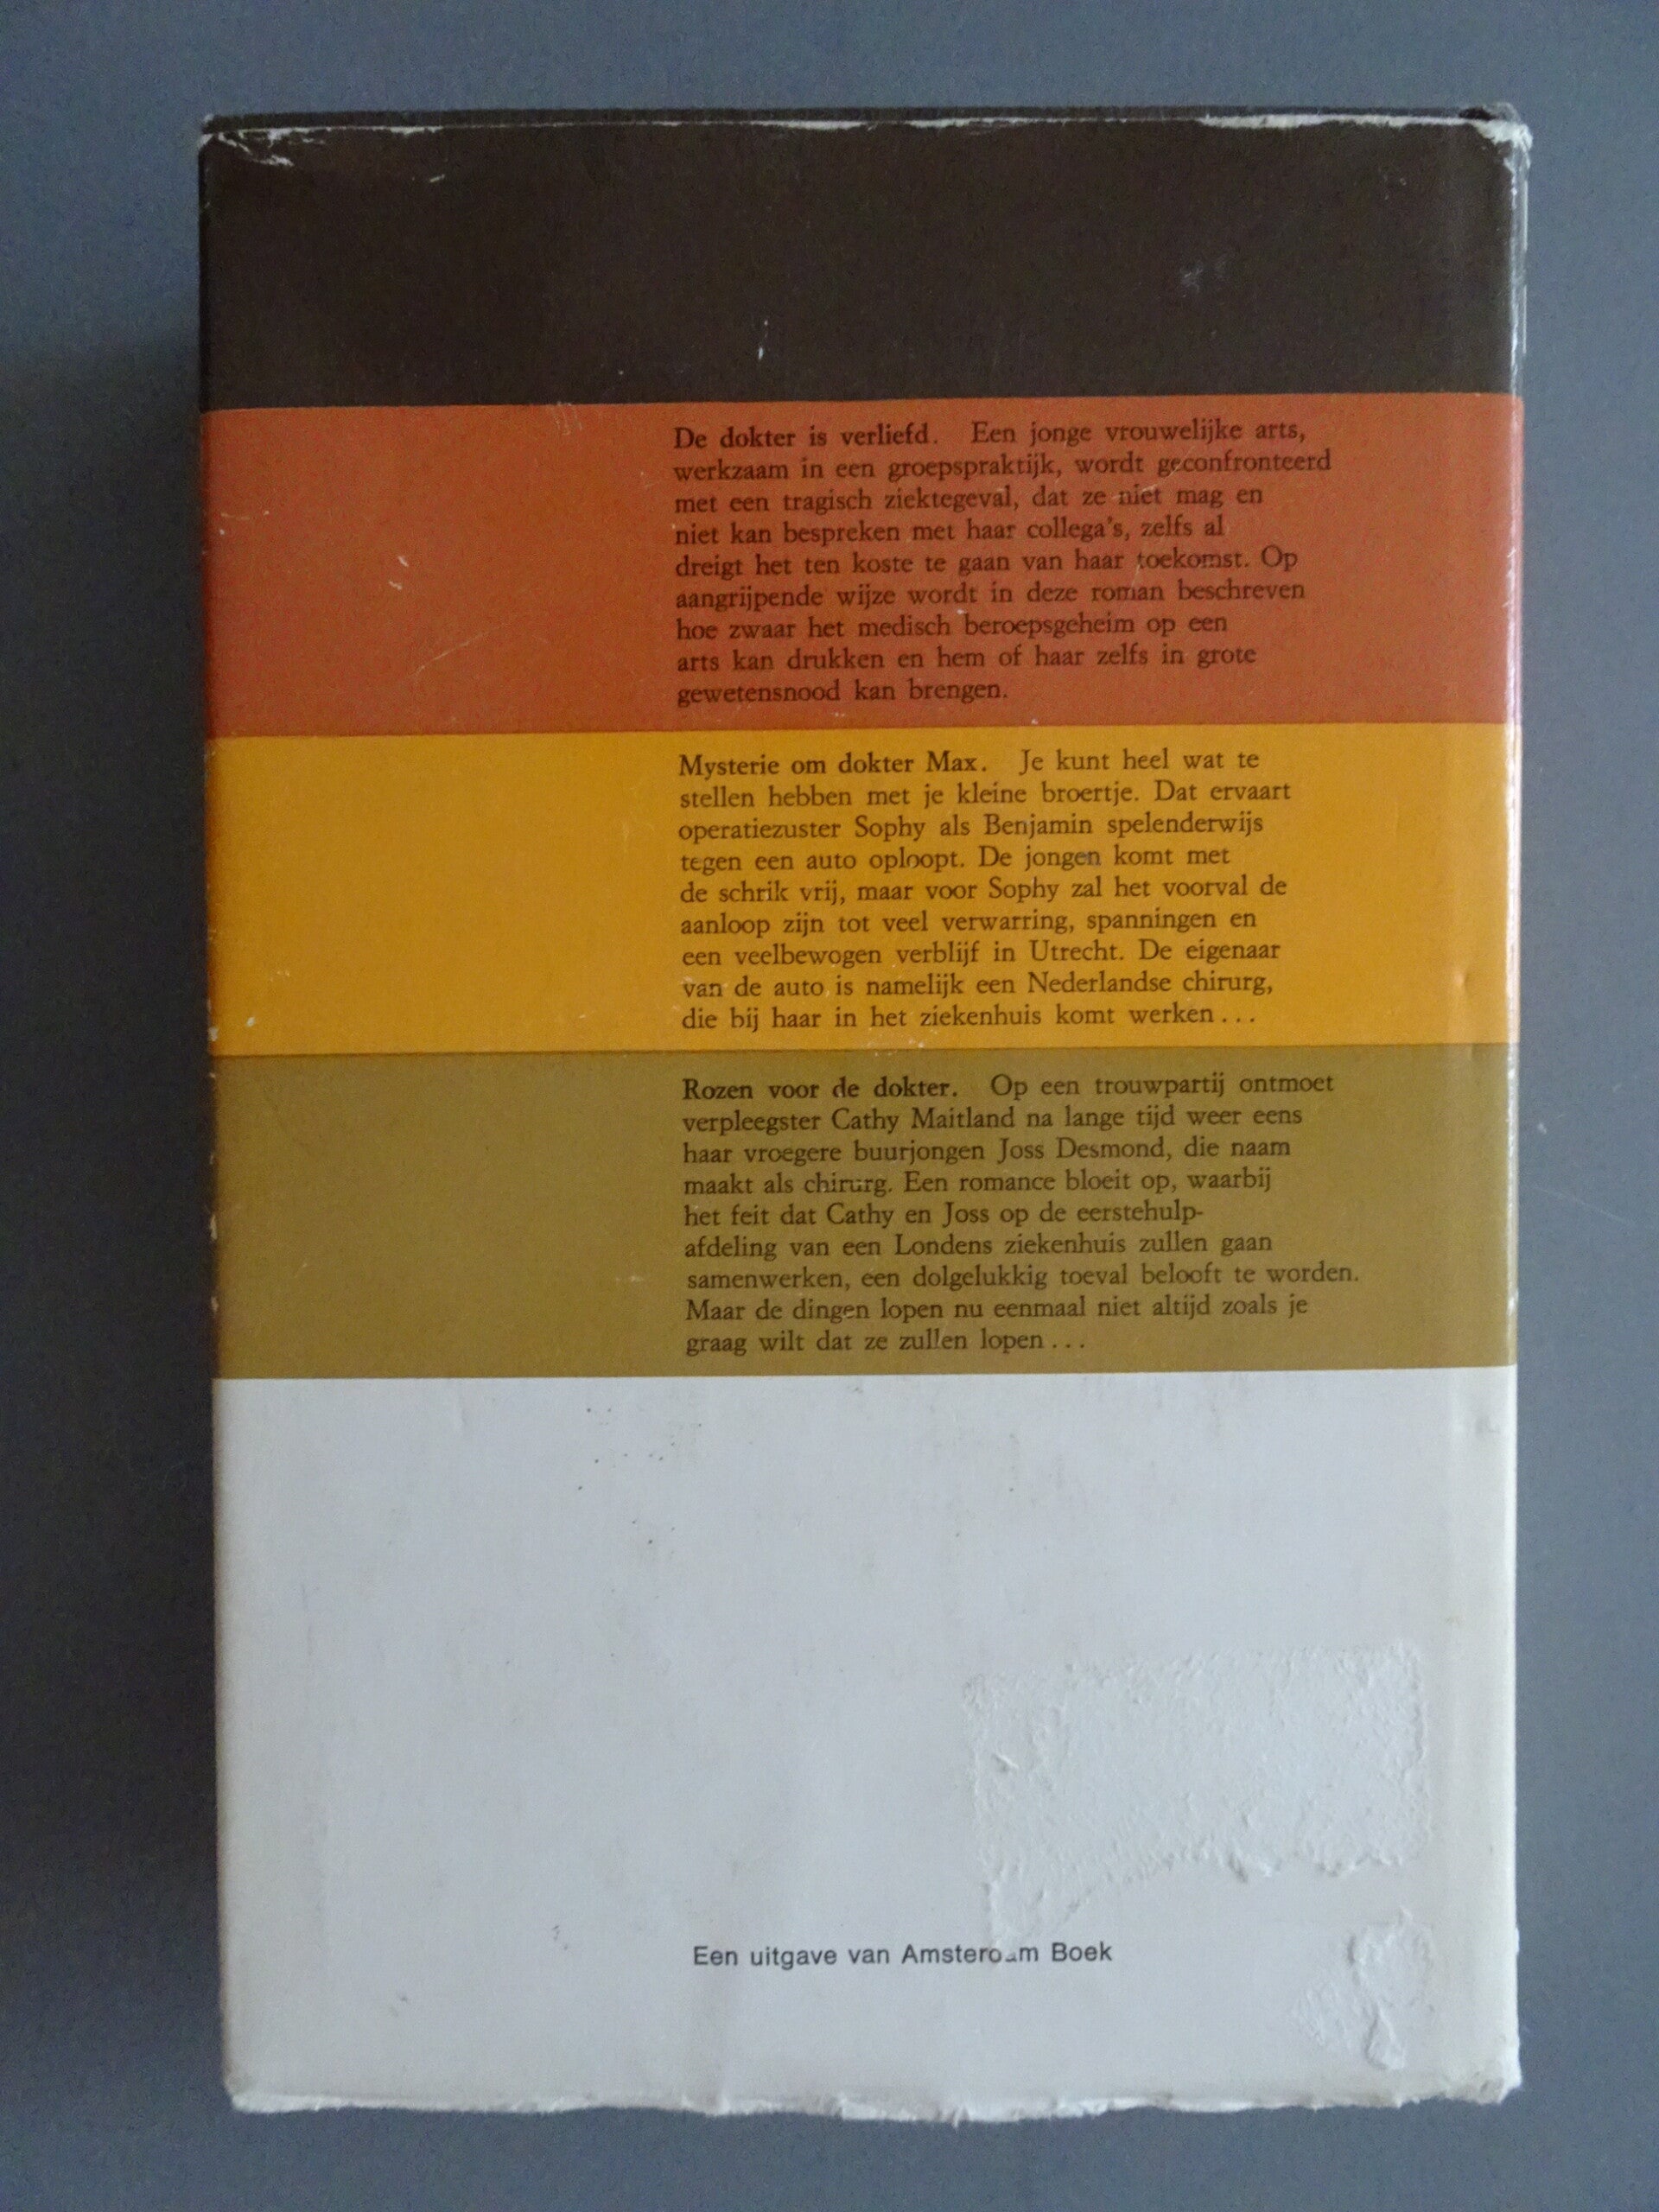 De dokter is verliefd. Een jonge vrouwelijke arts,
werkzaam in een groepspraktijk, wordt geconfronteerd
met een tragisch ziektegeval, dat ze niet mag en
niet kan bespreken met haar collega's, zelfs al
dreigt het ten koste te gaan van haar toekomst. Op
aangrijpende wijze wordt in deze roman beschreven
hoe zwaar het medisch beroepsgeheim op een
arts kan drukken en hem of haar zelfs in grote
gewetensnood kan brengen.
Mysterie om dokter Max. Je kunt heel wat te
stellen hebben met je kleine broertje. Dat ervaart
operatiezuster Sophy als Benjamin spelenderwijs
tegen een auto oploopt. De jongen komt met
de schrik vrij, maar voor Sophy zal het voorval de
aanloop zijn tot veel verwarring, spanningen en
een veelbewogen verblijf in Utrecht. De eigenaar
van de auto is namelijk een Nederlandse chirurg,
die bij haar in het ziekenhuis komt werken...
Rozen voor de dokter. Op een trouwpartij ontmoet
verpleegster Cathy Maitland na lange tijd weer eens
haar vroegere buurjongen Joss Desmond, die naam
maakt als chirurg. Een romance bloeit op, waarbij
het feit dat Cathy en Joss op de eerstehulp-
afdeling van een Londens ziekenhuis zullen gaan
samenwerken, een dolgelukkig toeval belooft te worden.
Maar de dingen lopen nu eenmaal niet altijd zoals je
graag wilt dat ze zullen lopen...
Een uitgave van Amsterdam Boek